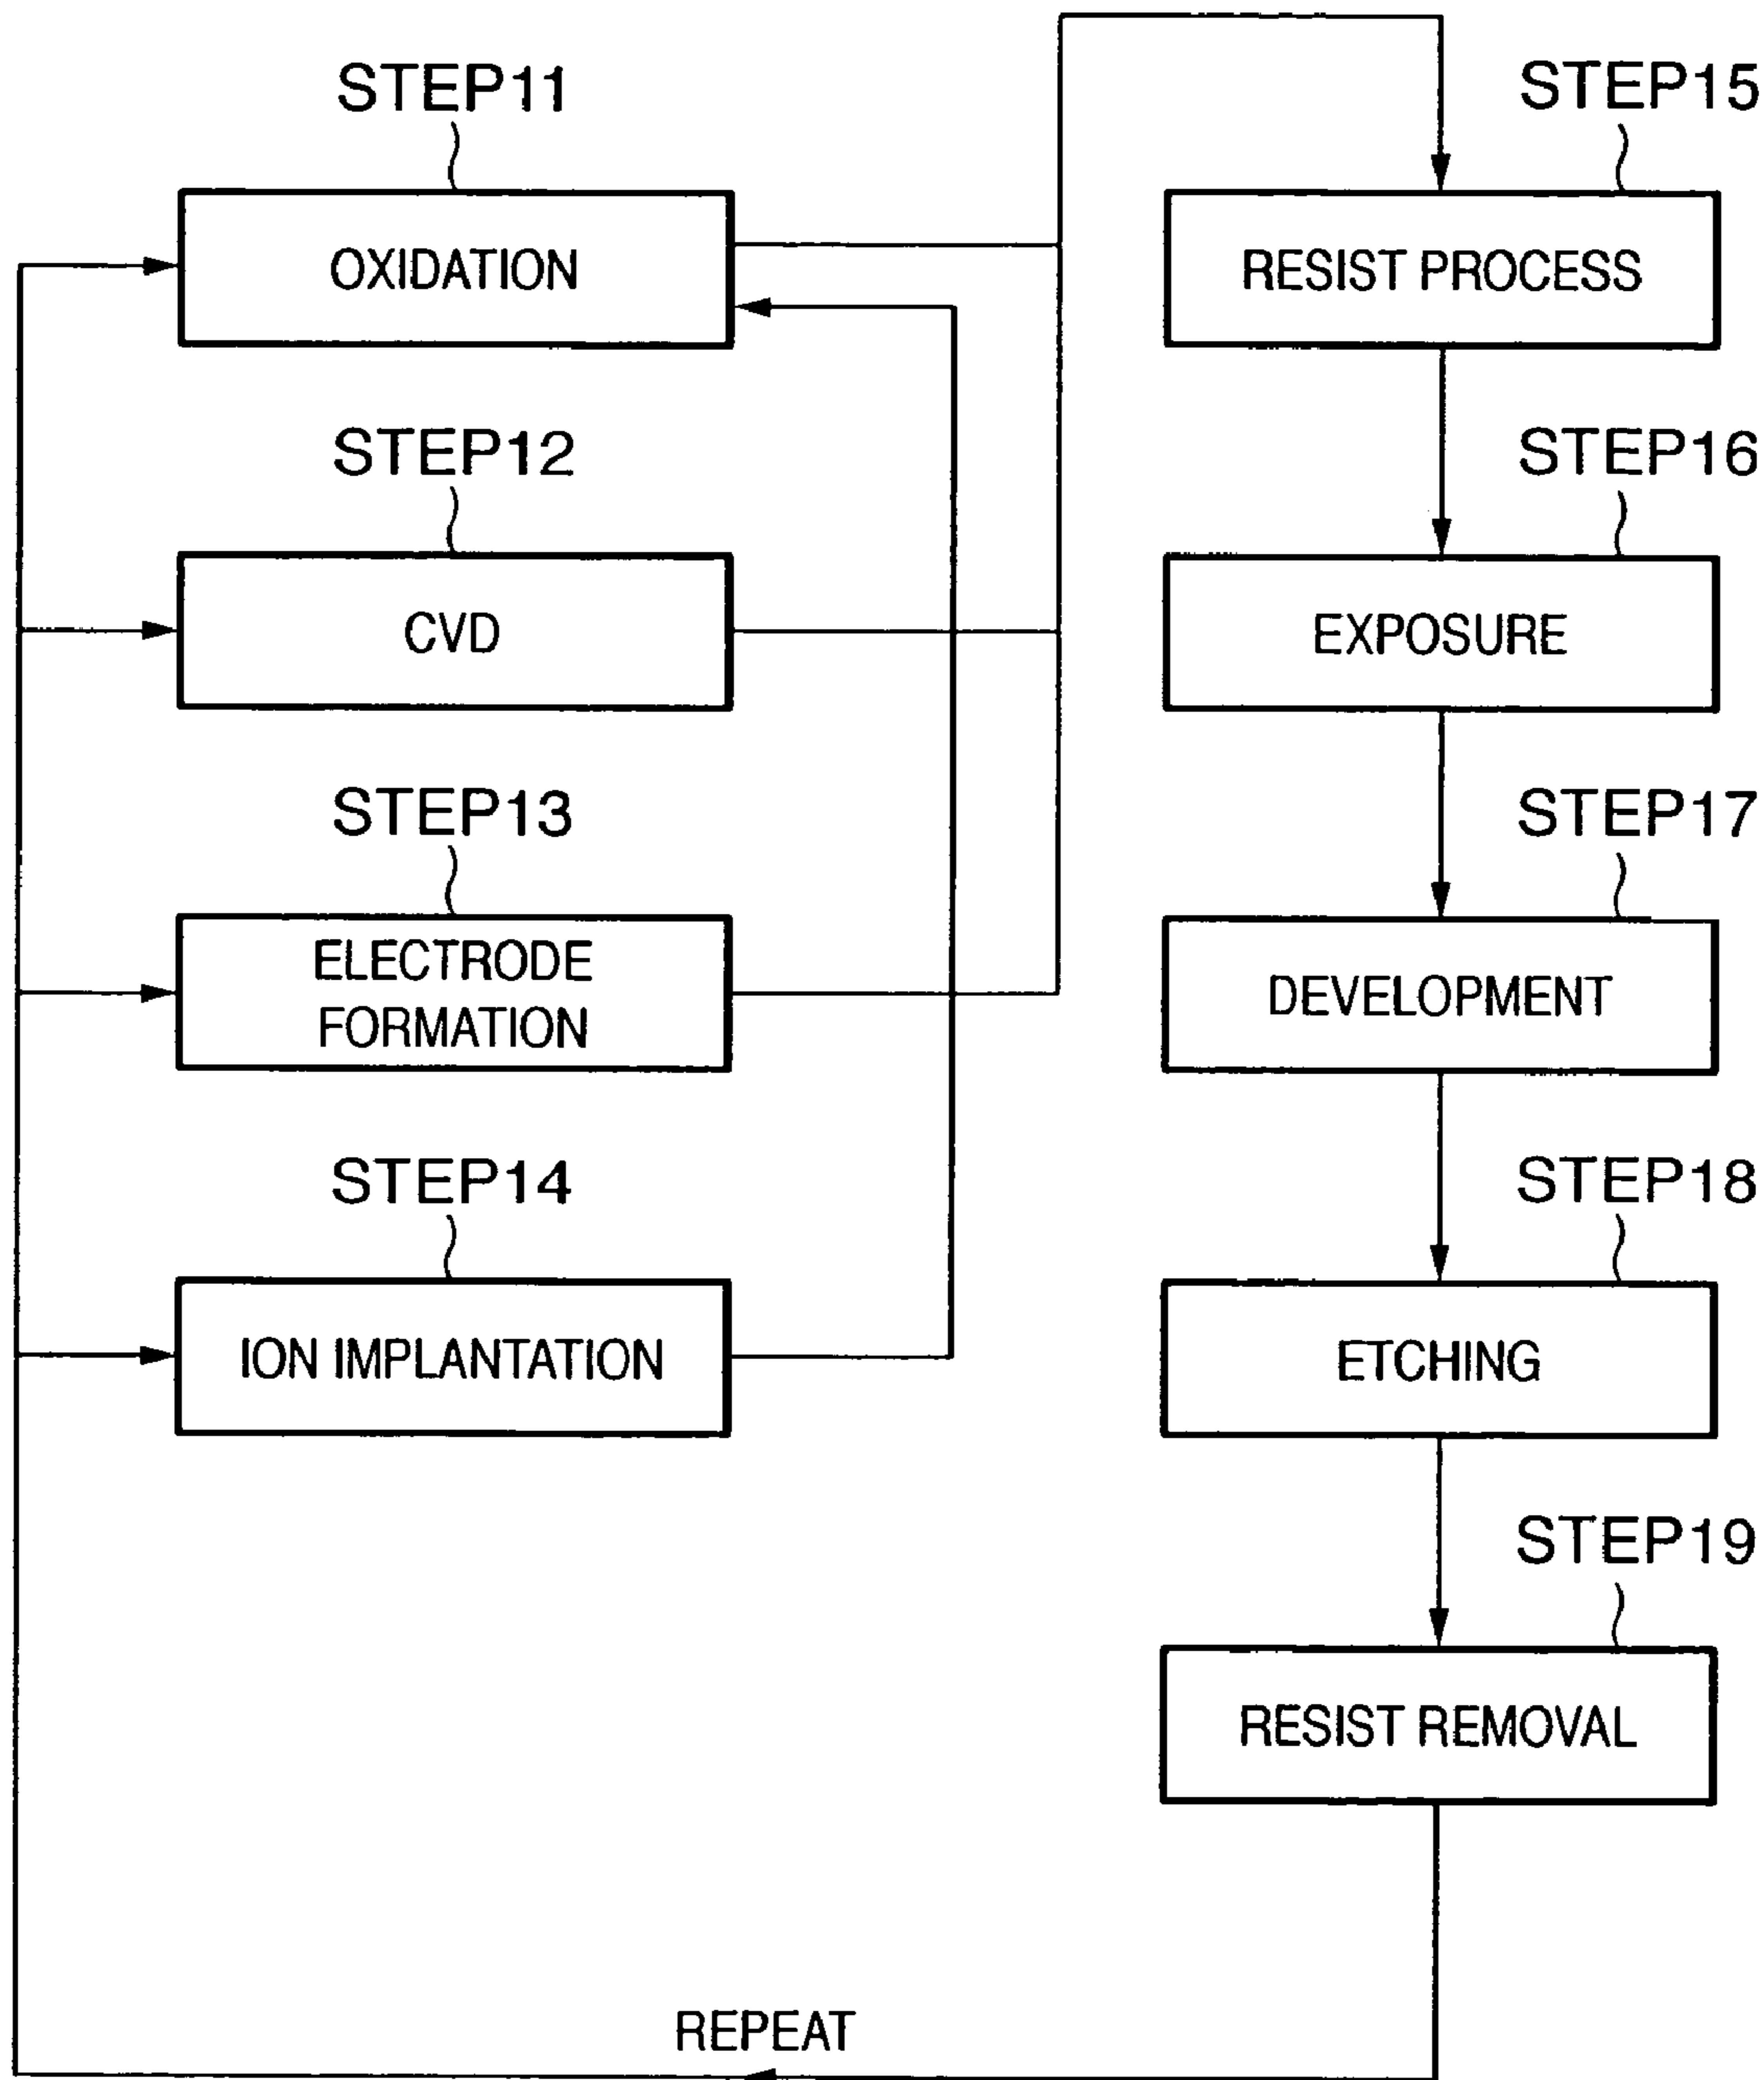 STEP11
OXIDATION
STEP12
CVD
STEP13
ELECTRODE
FORMATION
STEP14
ION IMPLANTATION
STEP15
RESIST PROCESS
STEP16
EXPOSURE
STEP17
DEVELOPMENT
STEP18
ETCHING
STEP19
RESIST REMOVAL
REPEAT